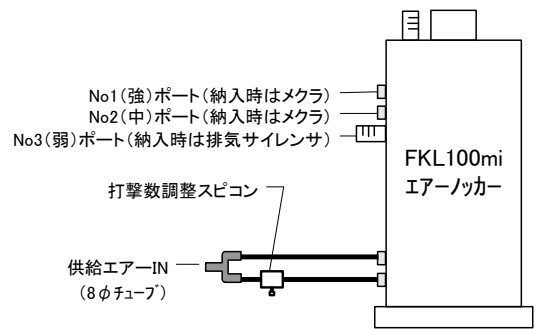 No1(強)ポート(納入時はメクラ)
No2(中)ポート(納入時はメクラ)
No3(弱)ポート(納入時は排気サイレンサ)
FKL100mi
エアーノッカー
打撃数調整スピコン
供給エアーIN
(8φチューブ)